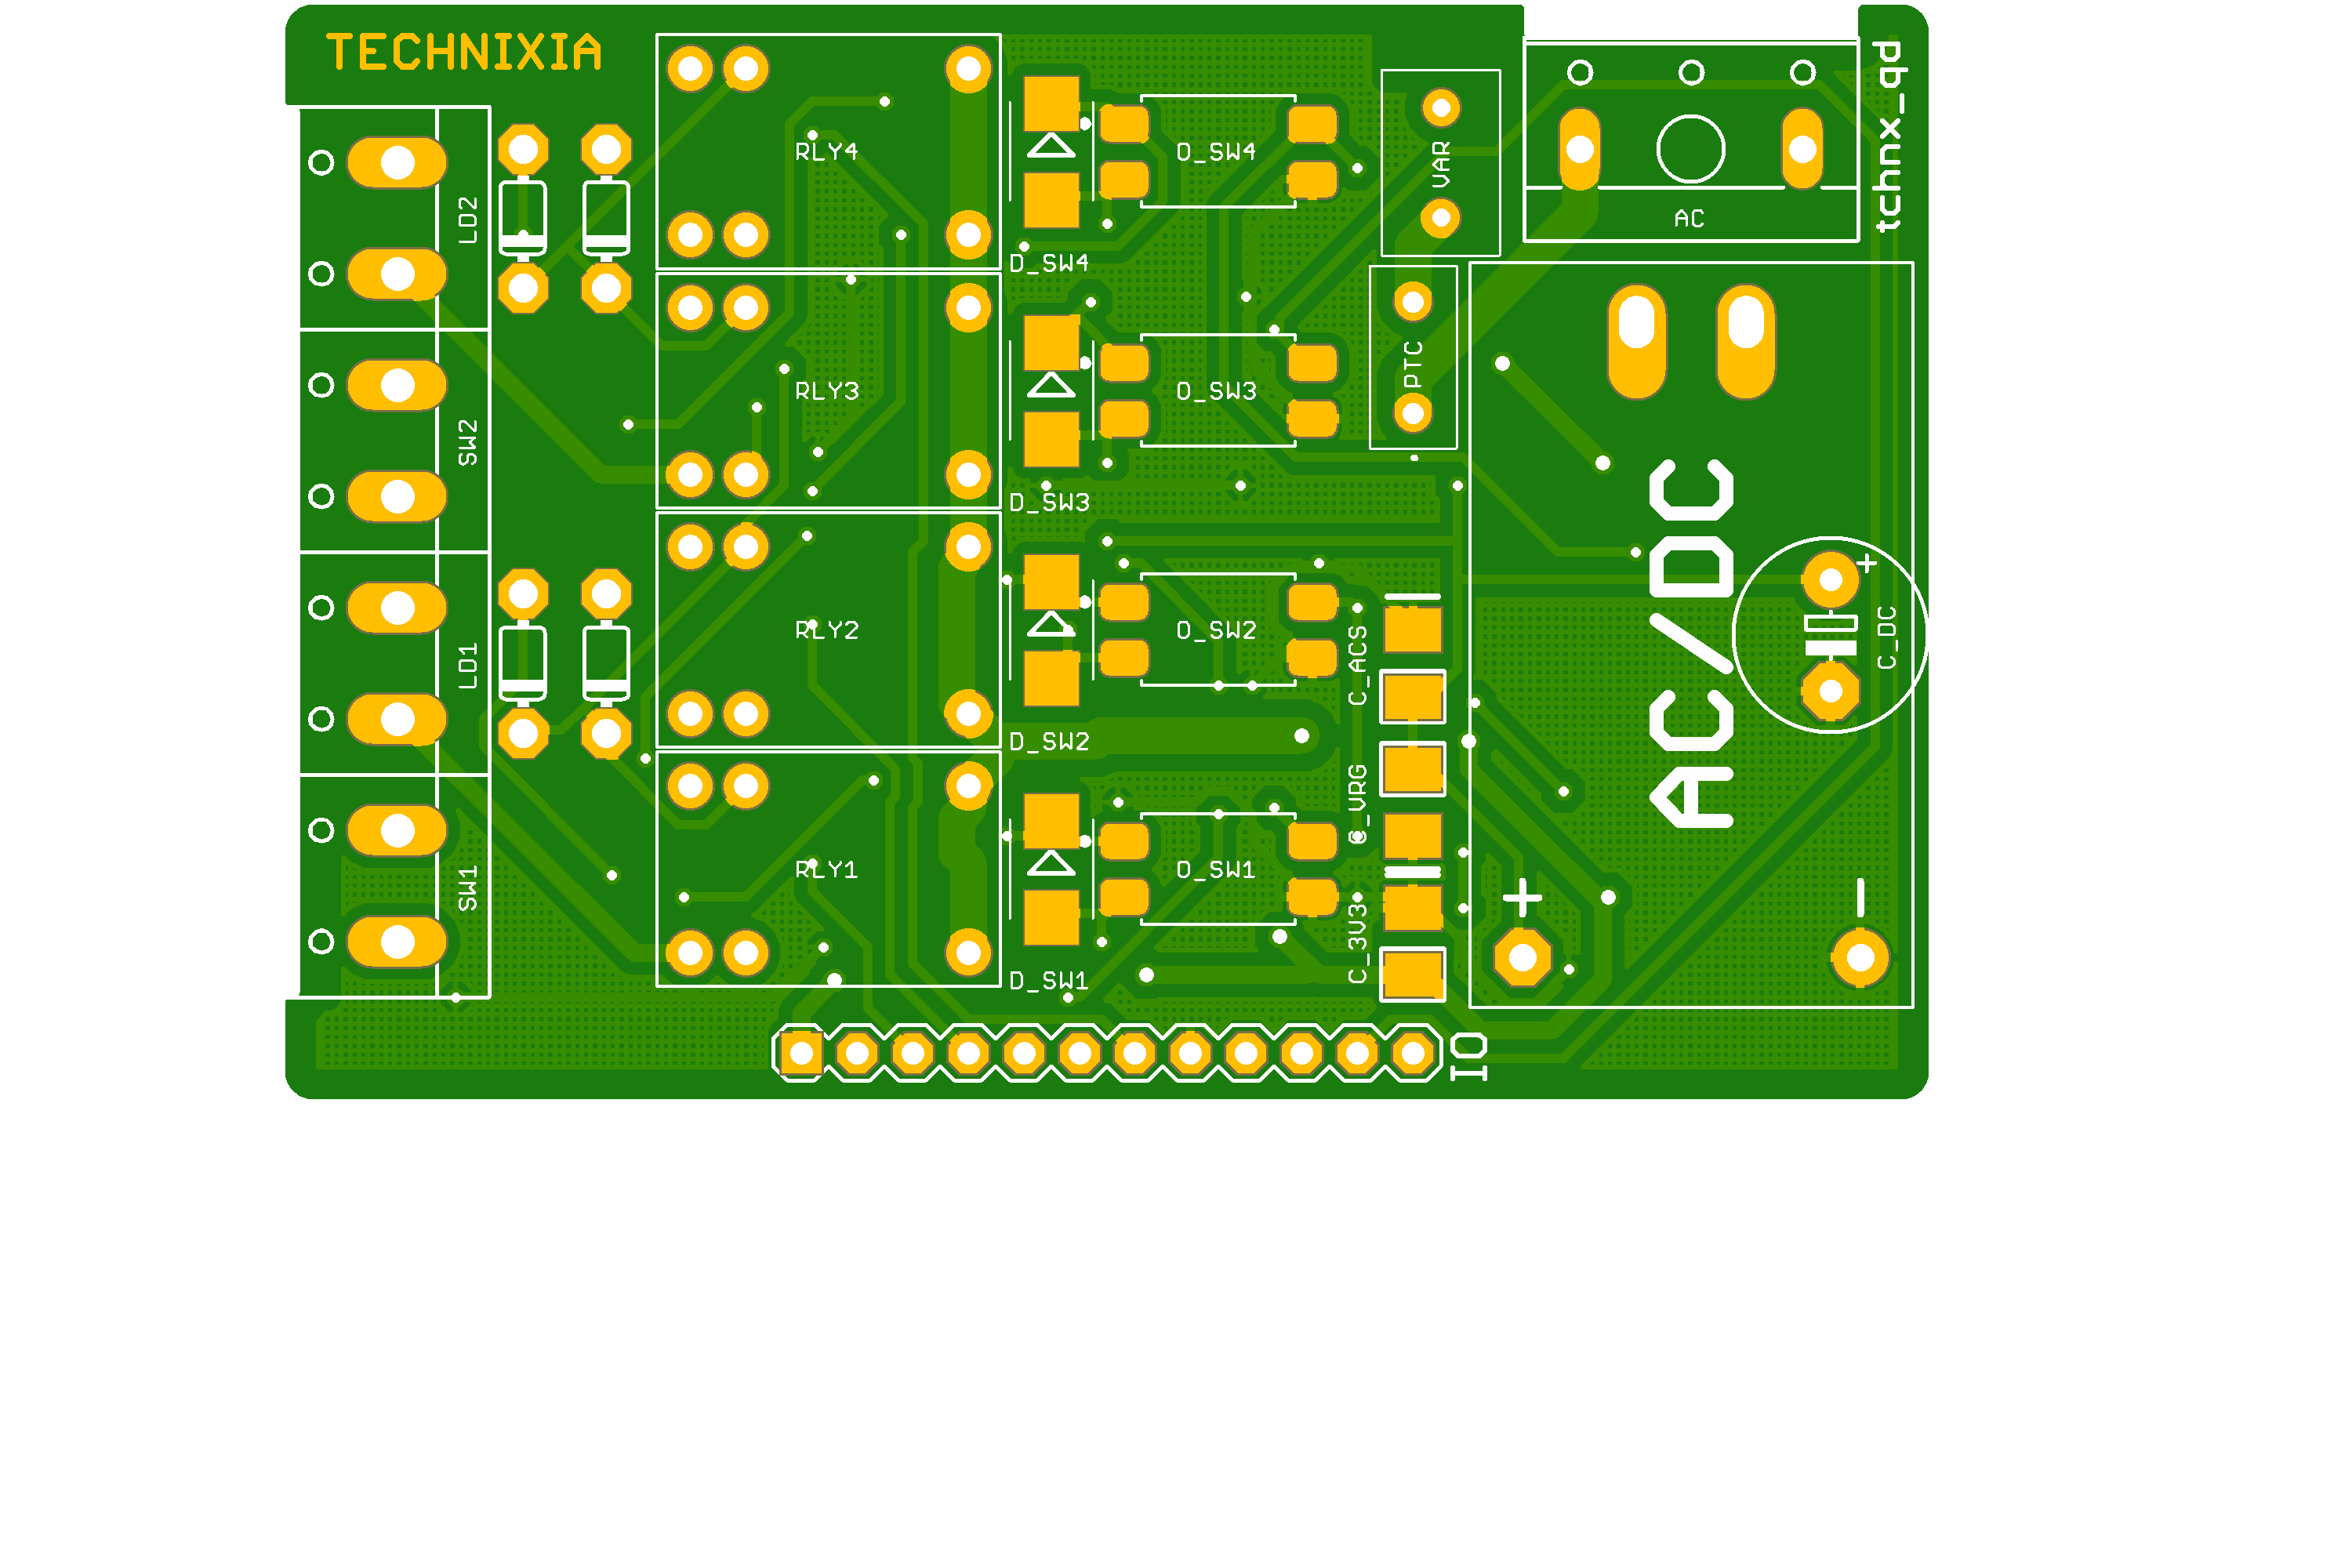 TECHNIXIA
tchnx_qd
LD2
RLY4
D_SW4
O_SW4
VAR
AC
SW2
RLY3
D_SW3
O_SW3
PTC
AC/DC
LD1
RLY2
D_SW2
O_SW2
C_ACS
+
C_DC
SW1
RLY1
D_SW1
O_SW1
C_VRG
C_3V3
+
-
IO